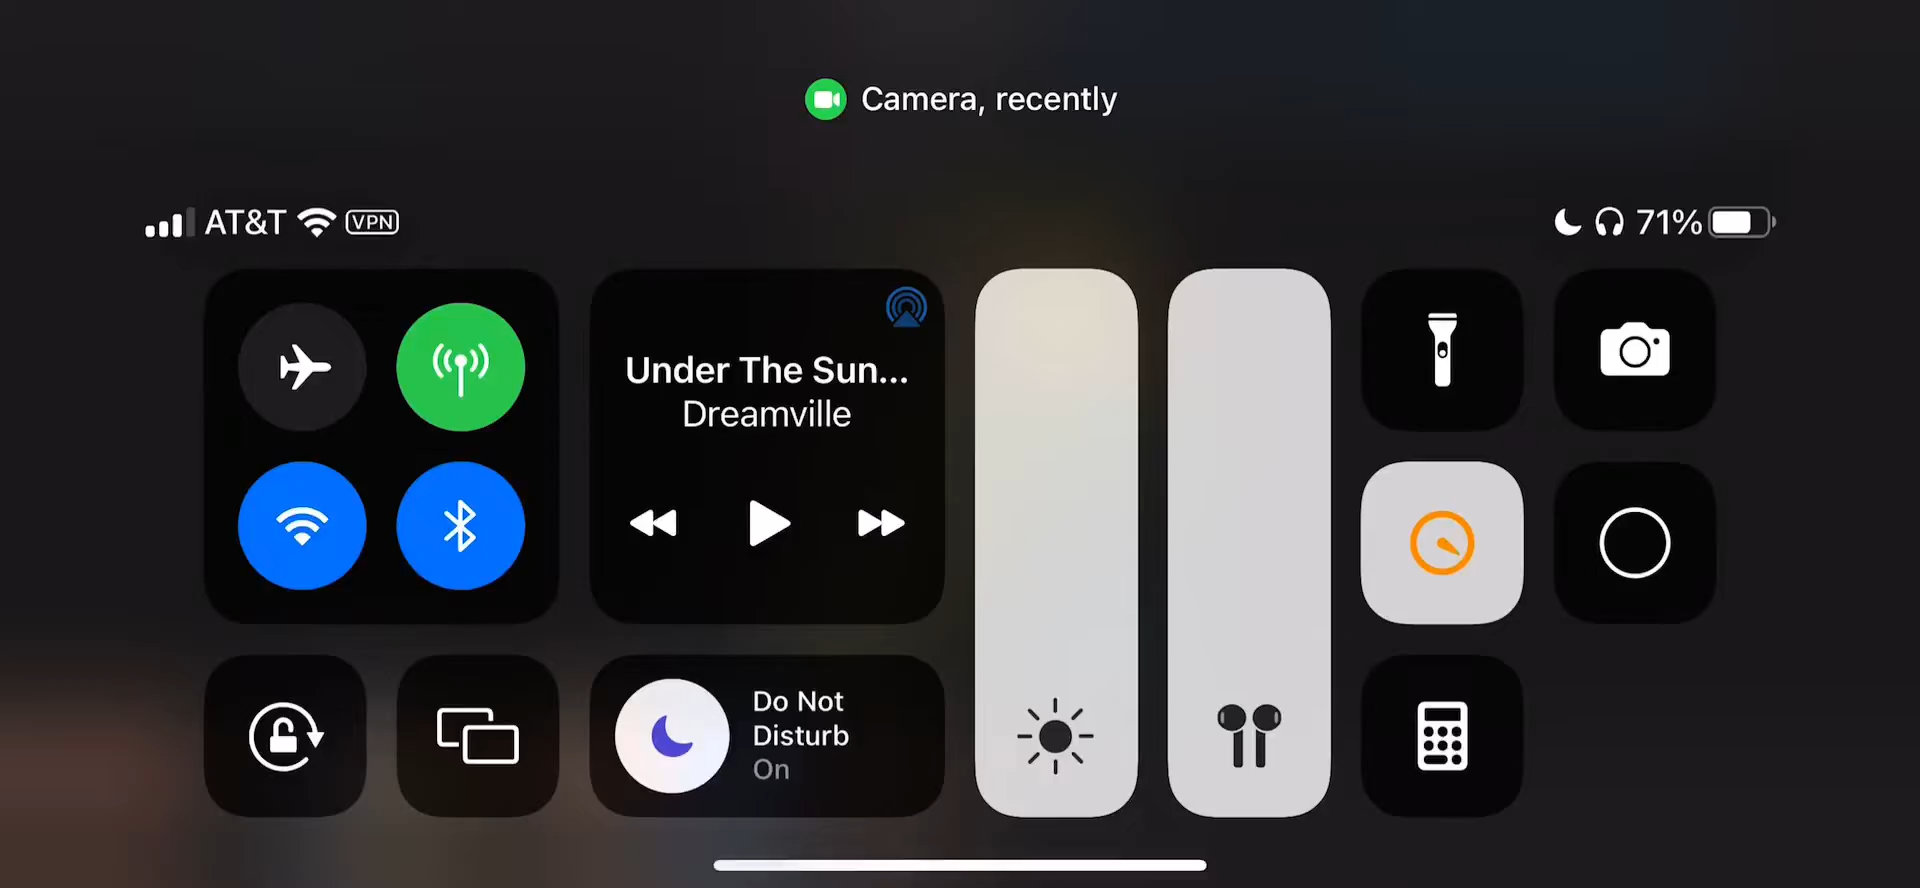 Camera, recently
AT&T VPN
71%
Under The Sun...
Dreamville
Do Not
Disturb
On